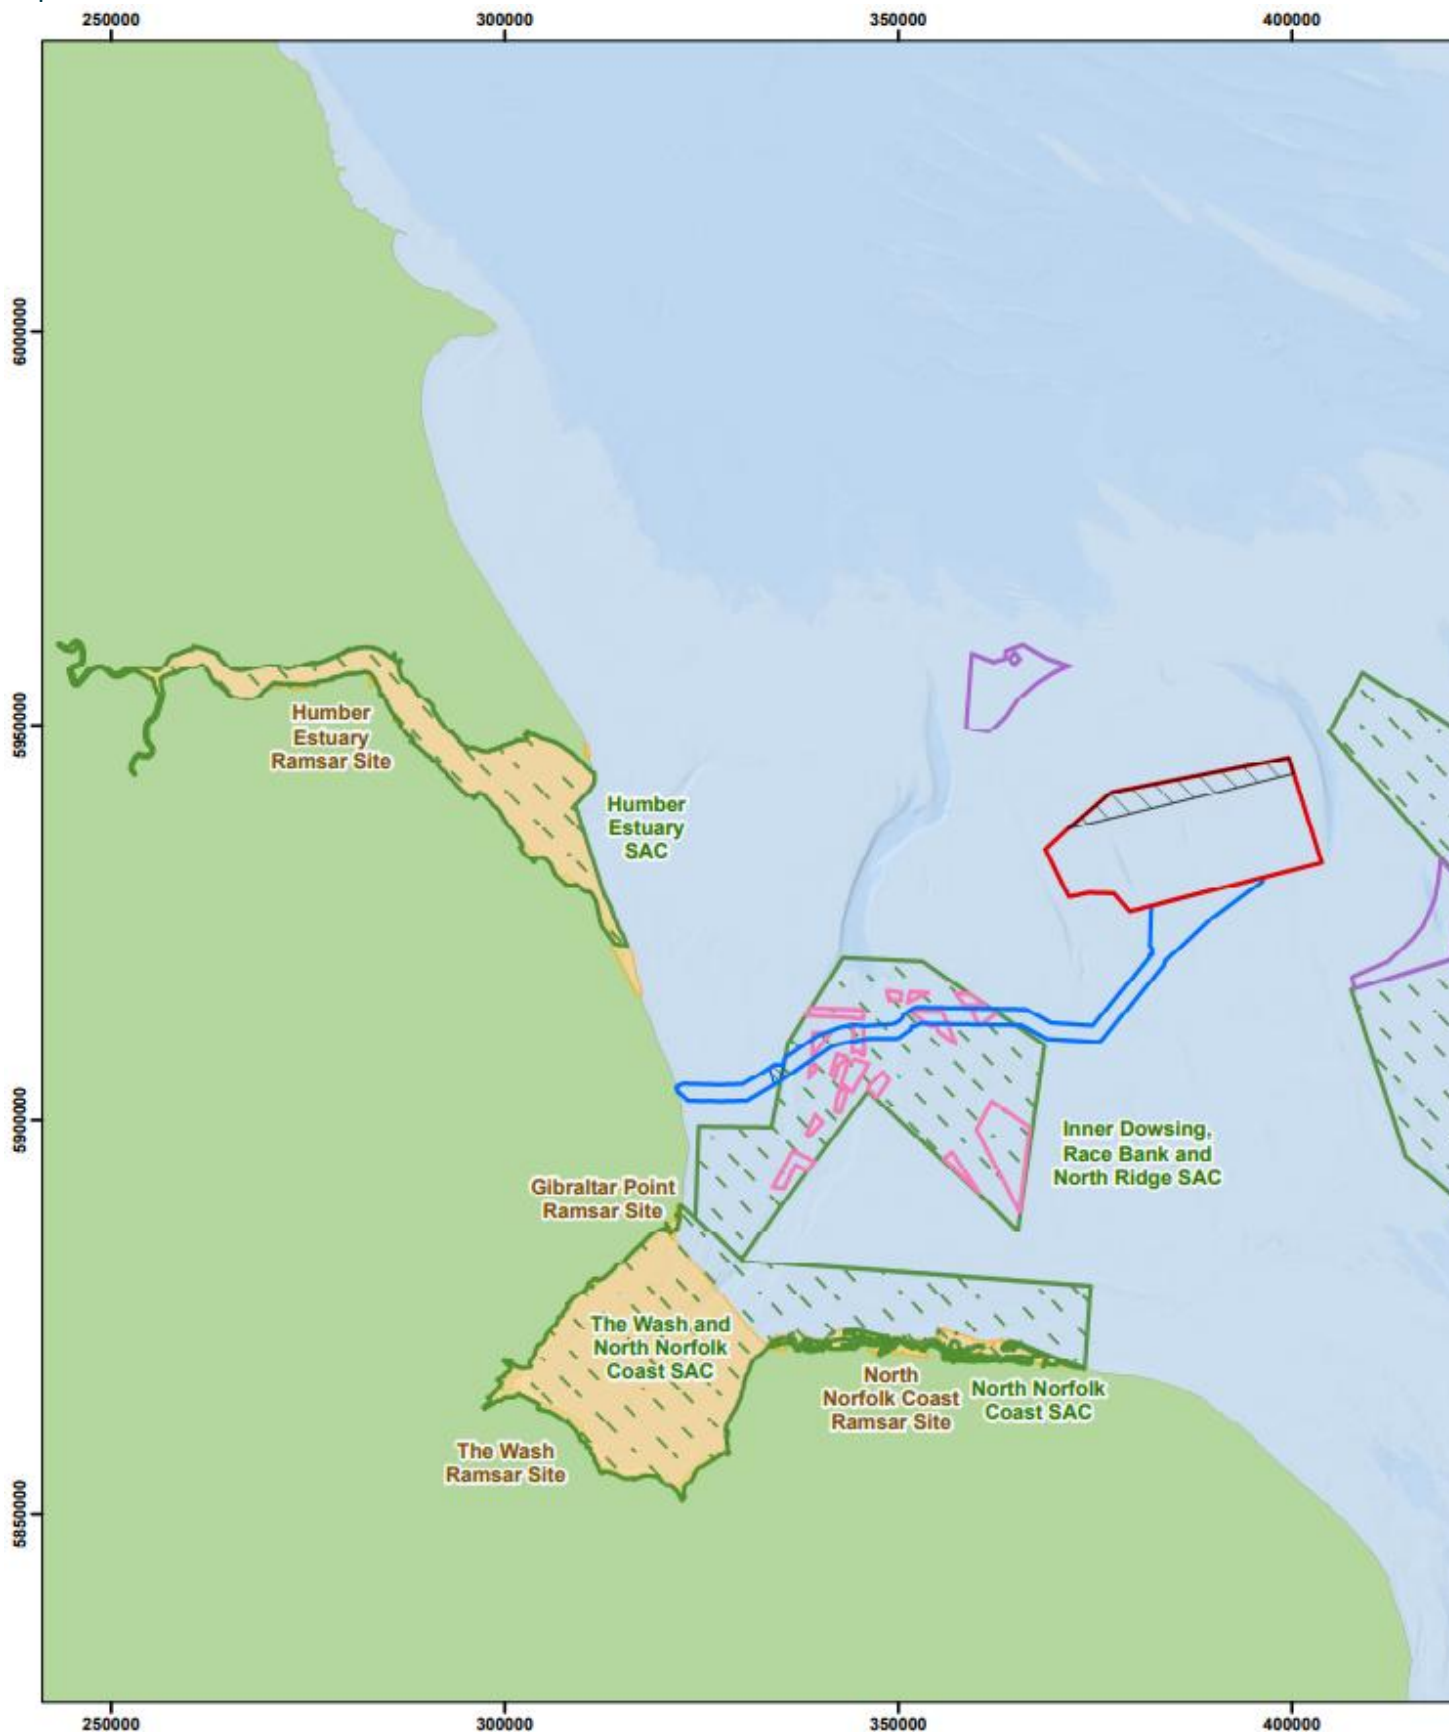 250000
300000
350000
400000
6000000
5950000
Humber
Estuary
Ramsar Site
Humber
Estuary
SAC
5900000
Inner Dowsing,
Race Bank and
North Ridge SAC
Gibraltar Point
Ramsar Site
The Wash and
North Norfolk
Coast SAC
North
Norfolk Coast
Ramsar Site
North Norfolk
Coast SAC
The Wash
Ramsar Site
5850000
250000
300000
350000
400000